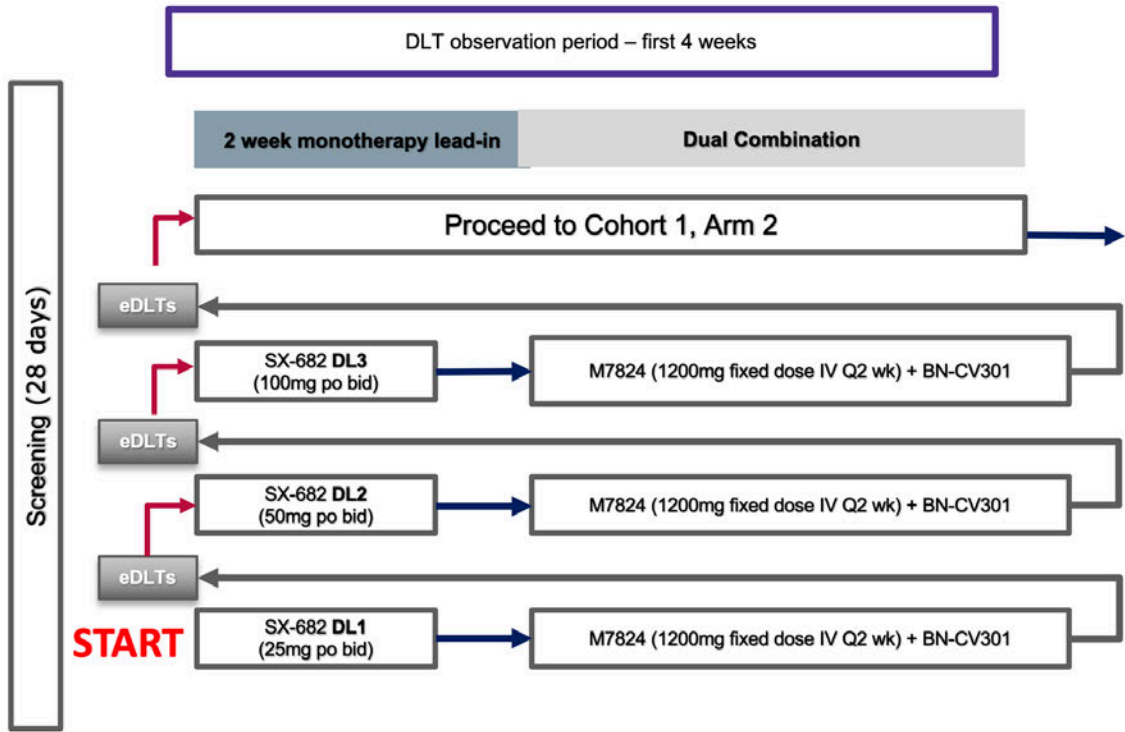 DLT observation period – first 4 weeks
2 week monotherapy lead-in
Dual Combination
Proceed to Cohort 1, Arm 2
Screening (28 days)
eDLTs
SX-682 DL3
(100mg po bid)
M7824 (1200mg fixed dose IV Q2 wk) + BN-CV301
eDLTs
SX-682 DL2
(50mg po bid)
M7824 (1200mg fixed dose IV Q2 wk) + BN-CV301
eDLTs
START
SX-682 DL1
(25mg po bid)
M7824 (1200mg fixed dose IV Q2 wk) + BN-CV301